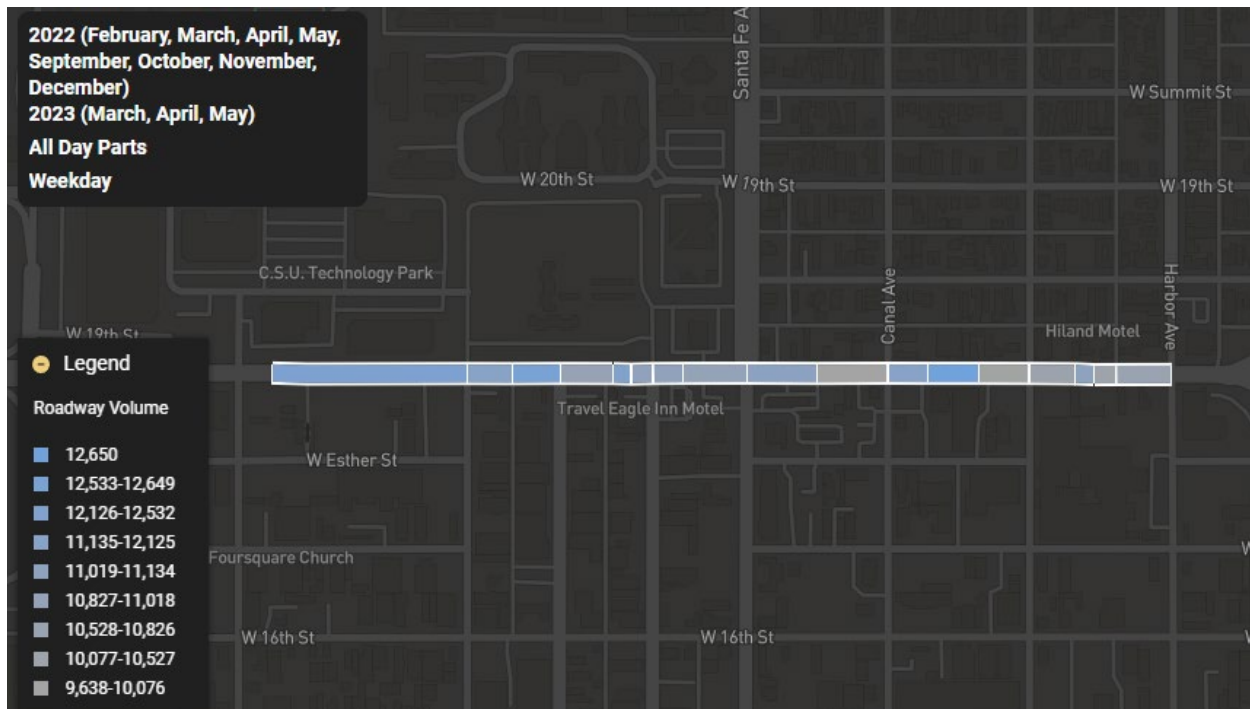 2022 (February, March, April, May,
September, October, November,
December)
2023 (March, April, May)
All Day Parts
Weekday
Santa Fe A
W Summit St
W 20th St
W 19th St
W 19th St
C.S.U. Technology Park
Canal Ave
Harbor Ave
Hiland Motel
W 19th St
Legend
Roadway Volume
12,650
12,533-12,649
12,126-12,532
11,135-12,125
11,019-11,134
10,827-11,018
10,528-10,826
10,077-10,527
9,638-10,076
Travel Eagle Inn Motel
W Esther St
Foursquare Church
W
W 16th St
W 16th St
W